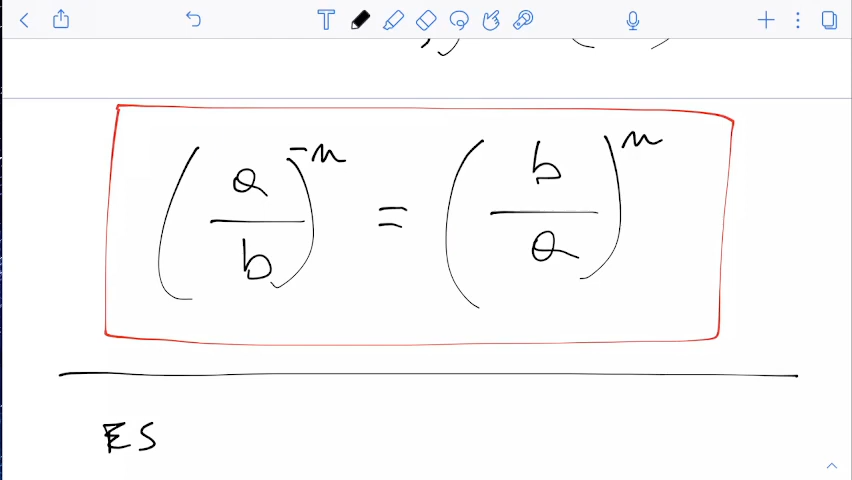 (a/b)^-n = (b/a)^n
ES